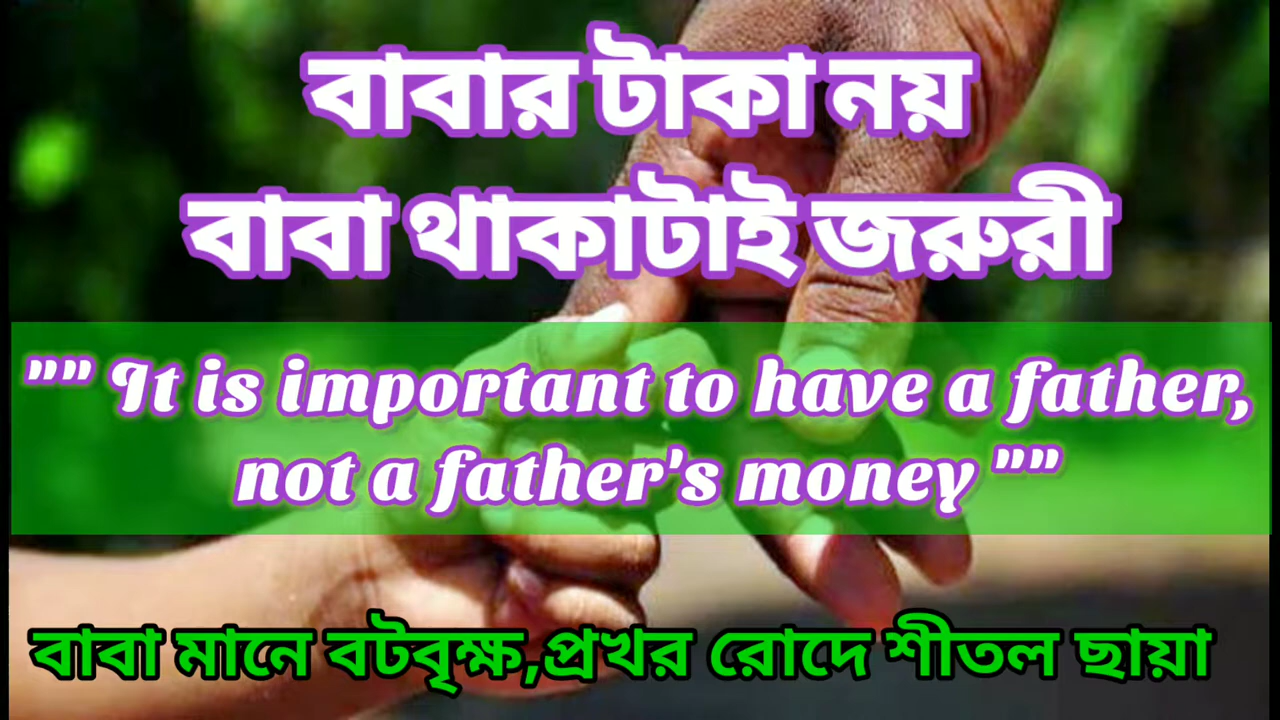 বাবার টাকা নয়
বাবা থাকাটাই জরুরী
"" It is important to have a father,
not a father's money ""
বাবা মানে বটবৃক্ষ,প্রখর রোদে শীতল ছায়া